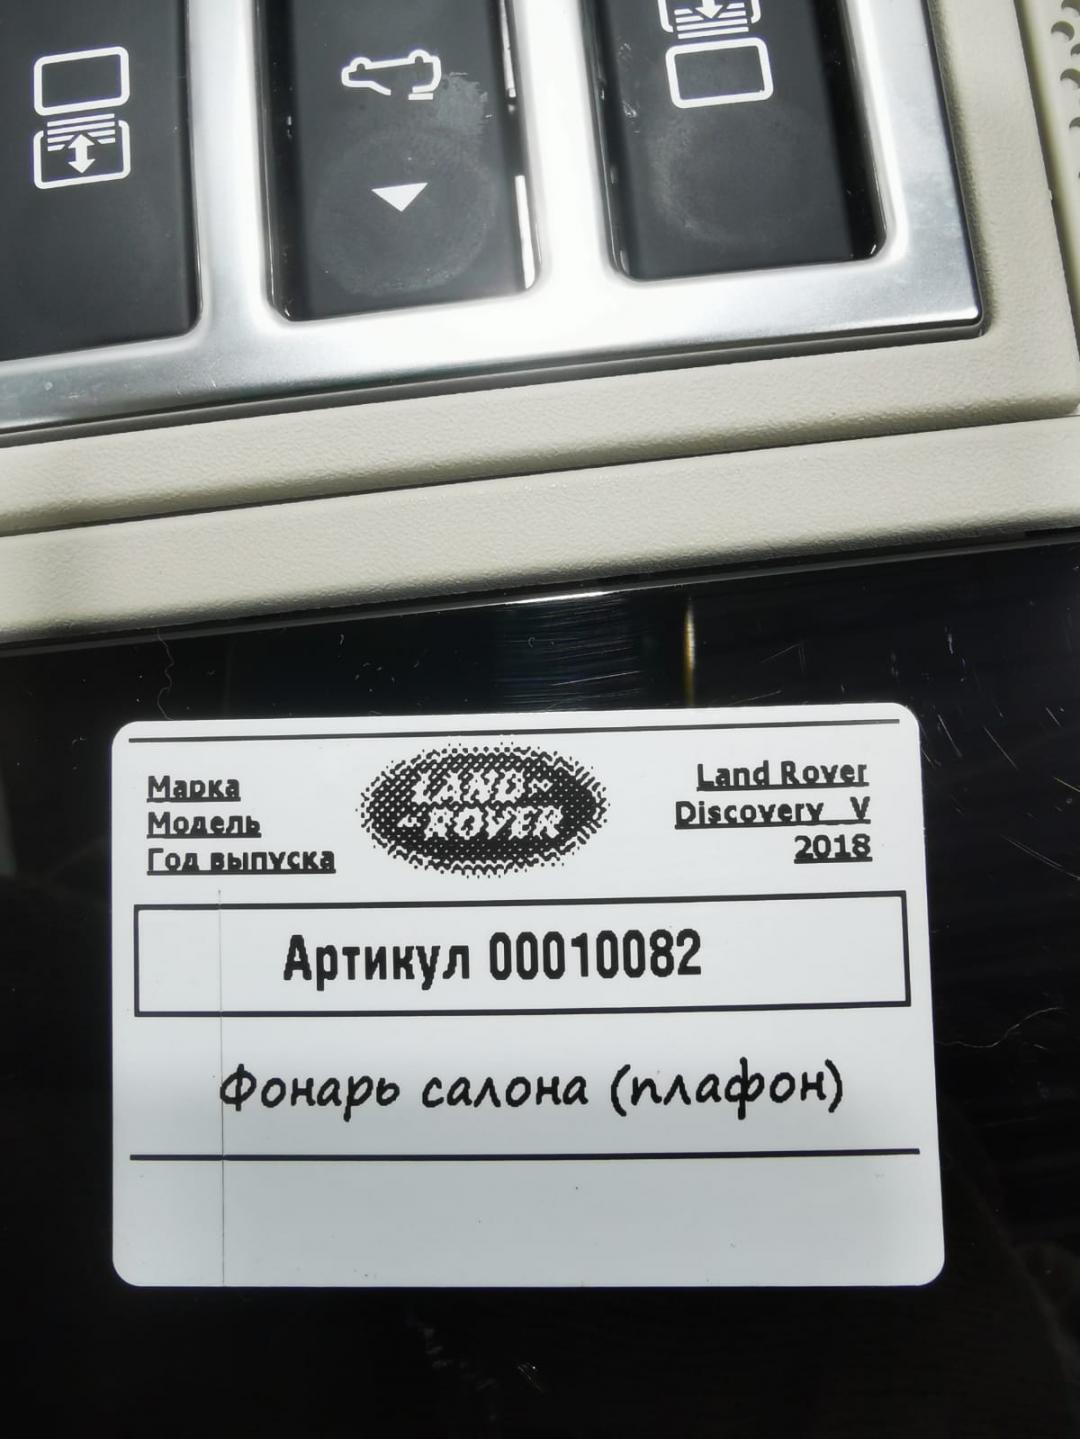 Марка
Модель
Год выпуска
LAND-
-ROVER
Land Rover
Discovery V
2018
Артикул 00010082
Фонарь салона (плафон)